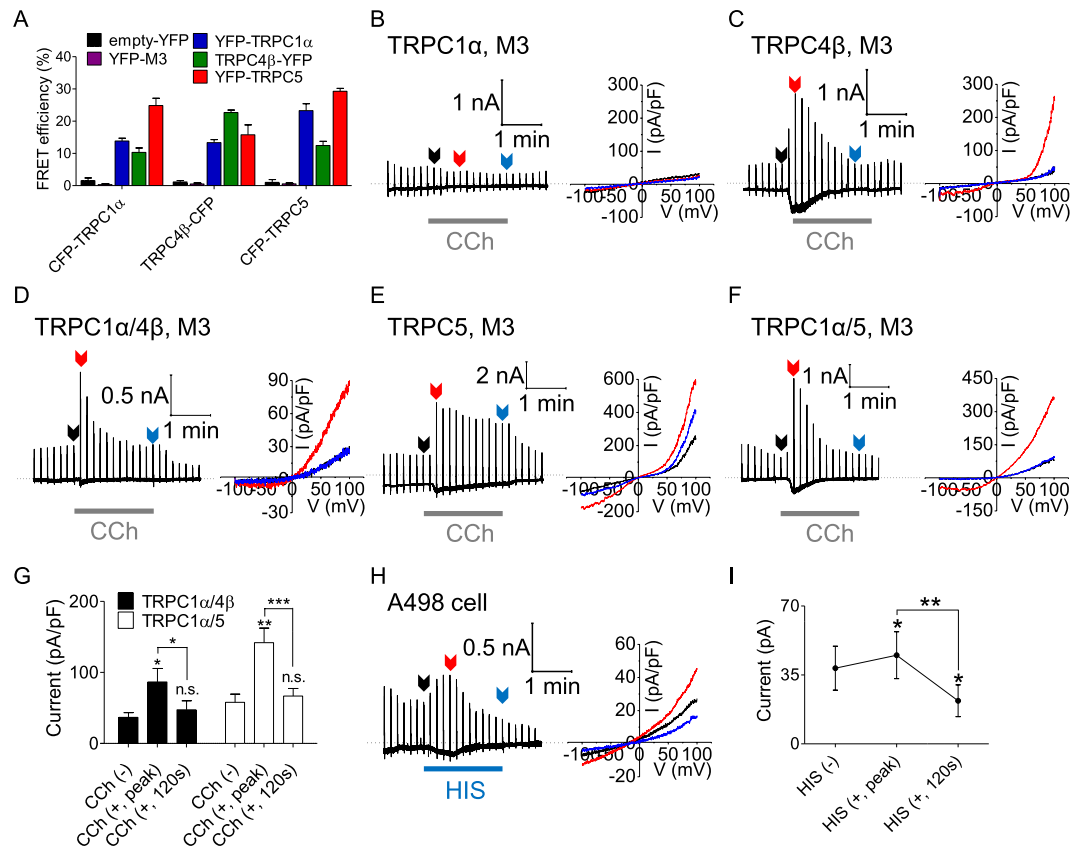 A
empty-YFP
YFP-M3
YFP-TRPC1α
TRPC4β-YFP
YFP-TRPC5
FRET efficiency (%)
40
30
20
10
0
CFP-TRPC1α
TRPC4β-CFP
CFP-TRPC5
B
TRPC1α, M3
1 nA
1 min
CCh
I (pA/pF)
300
200
100
0
-100
-100 -50 50 100
V (mV)
C
TRPC4β, M3
1 nA
1 min
CCh
I (pA/pF)
300
200
100
0
-100
-100 -50 50 100
V (mV)
D
TRPC1α/4β, M3
0.5 nA
1 min
CCh
I (pA/pF)
90
60
30
0
-30
-100 -50 50 100
V (mV)
E
TRPC5, M3
2 nA
1 min
CCh
I (pA/pF)
600
400
200
0
-200
-100 -50 50 100
V (mV)
F
TRPC1α/5, M3
1 nA
1 min
CCh
I (pA/pF)
450
300
150
0
-150
-100 -50 50 100
V (mV)
G
TRPC1α/4β
TRPC1α/5
Current (pA/pF)
200
100
0
*
*
n.s.
**
***
n.s.
CCh (-)
CCh (+, peak)
CCh (+, 120s)
CCh (-)
CCh (+, peak)
CCh (+, 120s)
H
A498 cell
0.5 nA
1 min
HIS
I (pA/pF)
60
40
20
0
-20
-100 -50 50 100
V (mV)
I
Current (pA)
70
35
0
*
**
*
HIS (-)
HIS (+, peak)
HIS (+, 120s)